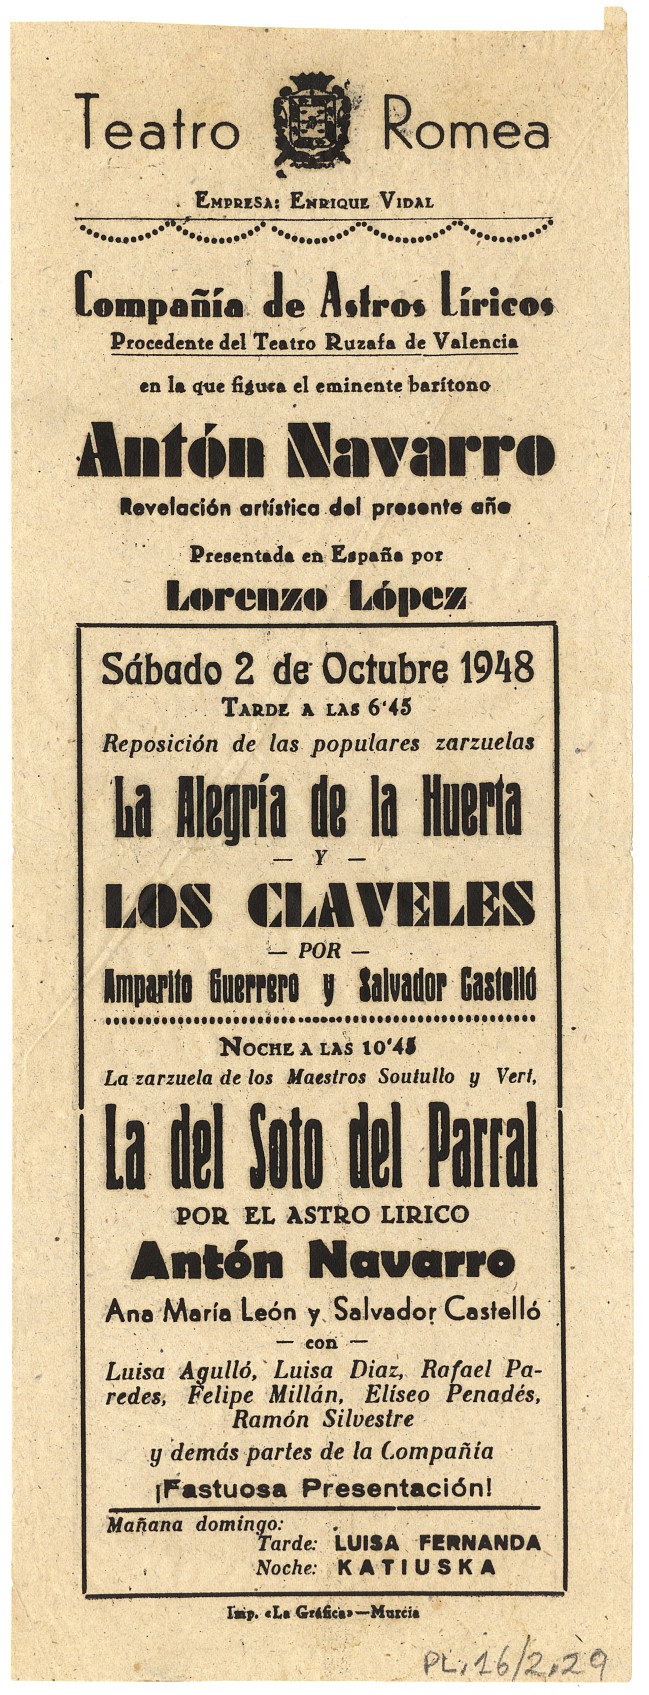 Teatro Romea
EMPRESA: ENRIQUE VIDAL
Compañía de Astros Líricos
Procedente del Teatro Ruzafa de Valencia
en la que figura el eminente barítono
Antón Navarro
Revelación artística del presente año
Presentada en España por
Lorenzo López
Sábado 2 de Octubre 1948
TARDE A LAS 6'45
Reposición de las populares zarzuelas
La Alegría de la Huerta
— Y —
LOS CLAVELES
— POR —
Amparito Guerrero y Salvador Castelló
NOCHE A LAS 10'45
La zarzuela de los Maestros Soutullo y Vert,
La del Soto del Parral
POR EL ASTRO LIRICO
Antón Navarro
Ana María León y Salvador Castelló
— con —
Luisa Agulló, Luisa Diaz, Rafael Pa-
redes, Felipe Millán, Eliseo Penadés,
Ramón Silvestre
y demás partes de la Compañía
¡Fastuosa Presentación!
Mañana domingo:
Tarde: LUISA FERNANDA
Noche: KATIUSKA
Imp. «La Gráfica»—Murcia
PL.16/2.29